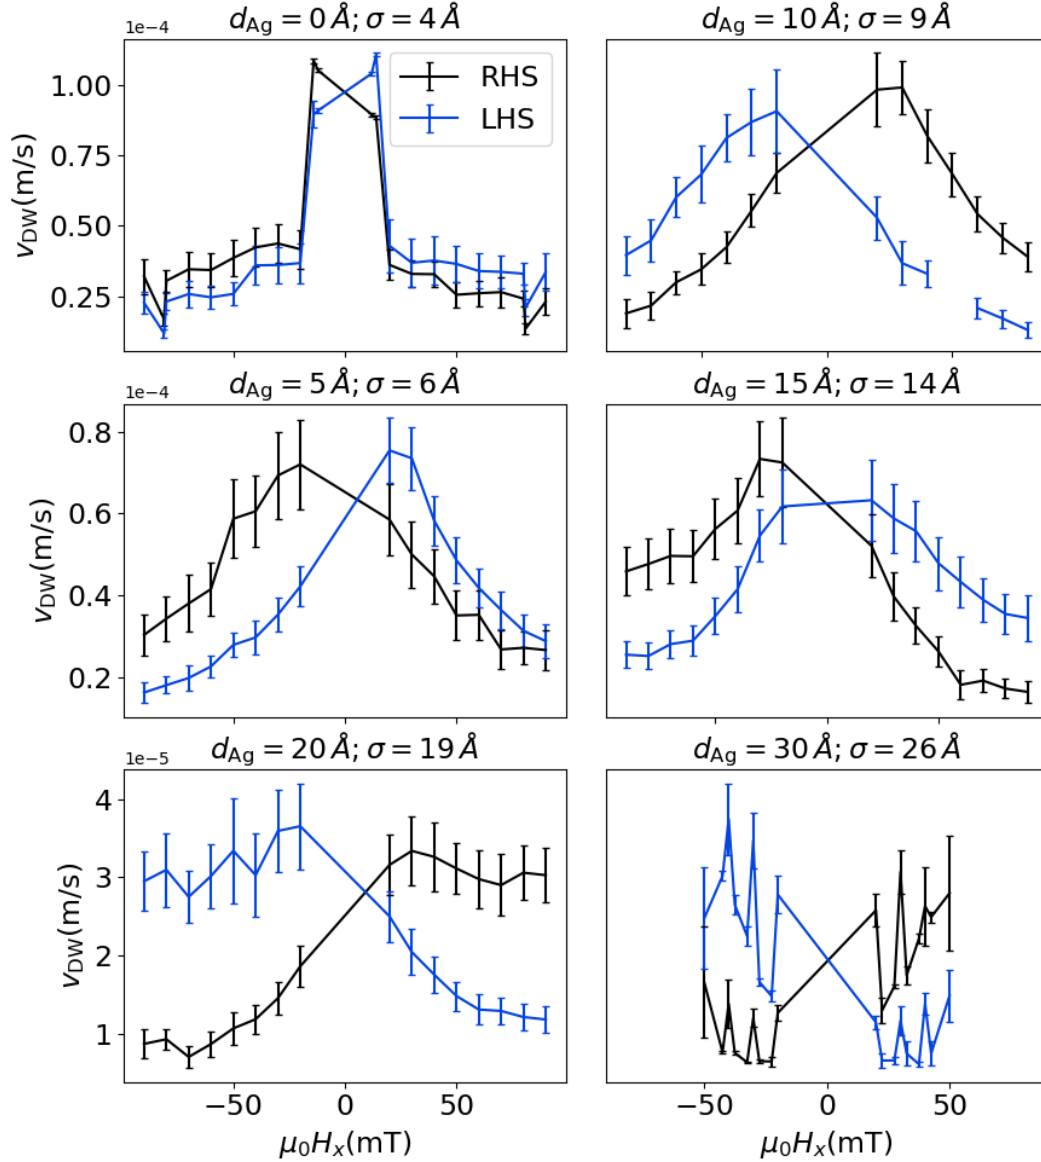 d_Ag = 0 Å; σ = 4 Å
1e−4
1.00
0.75
0.50
0.25
v_DW(m/s)
RHS
LHS
d_Ag = 10 Å; σ = 9 Å
d_Ag = 5 Å; σ = 6 Å
1e−4
0.8
0.6
0.4
0.2
v_DW(m/s)
d_Ag = 15 Å; σ = 14 Å
d_Ag = 20 Å; σ = 19 Å
1e−5
4
3
2
1
v_DW(m/s)
−50 0 50
μ₀H_x(mT)
d_Ag = 30 Å; σ = 26 Å
−50 0 50
μ₀H_x(mT)